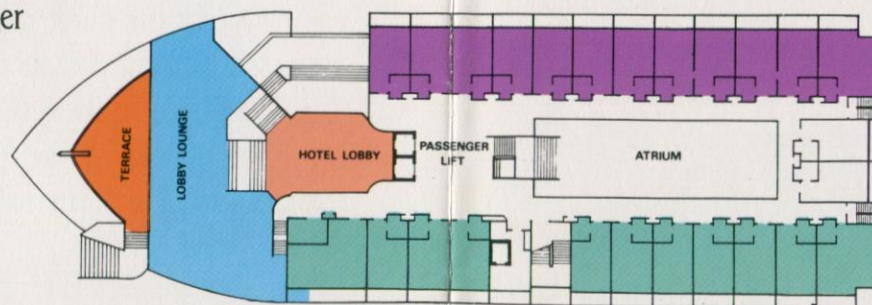 er
TERRACE
LOBBY LOUNGE
HOTEL LOBBY
PASSENGER
LIFT
ATRIUM